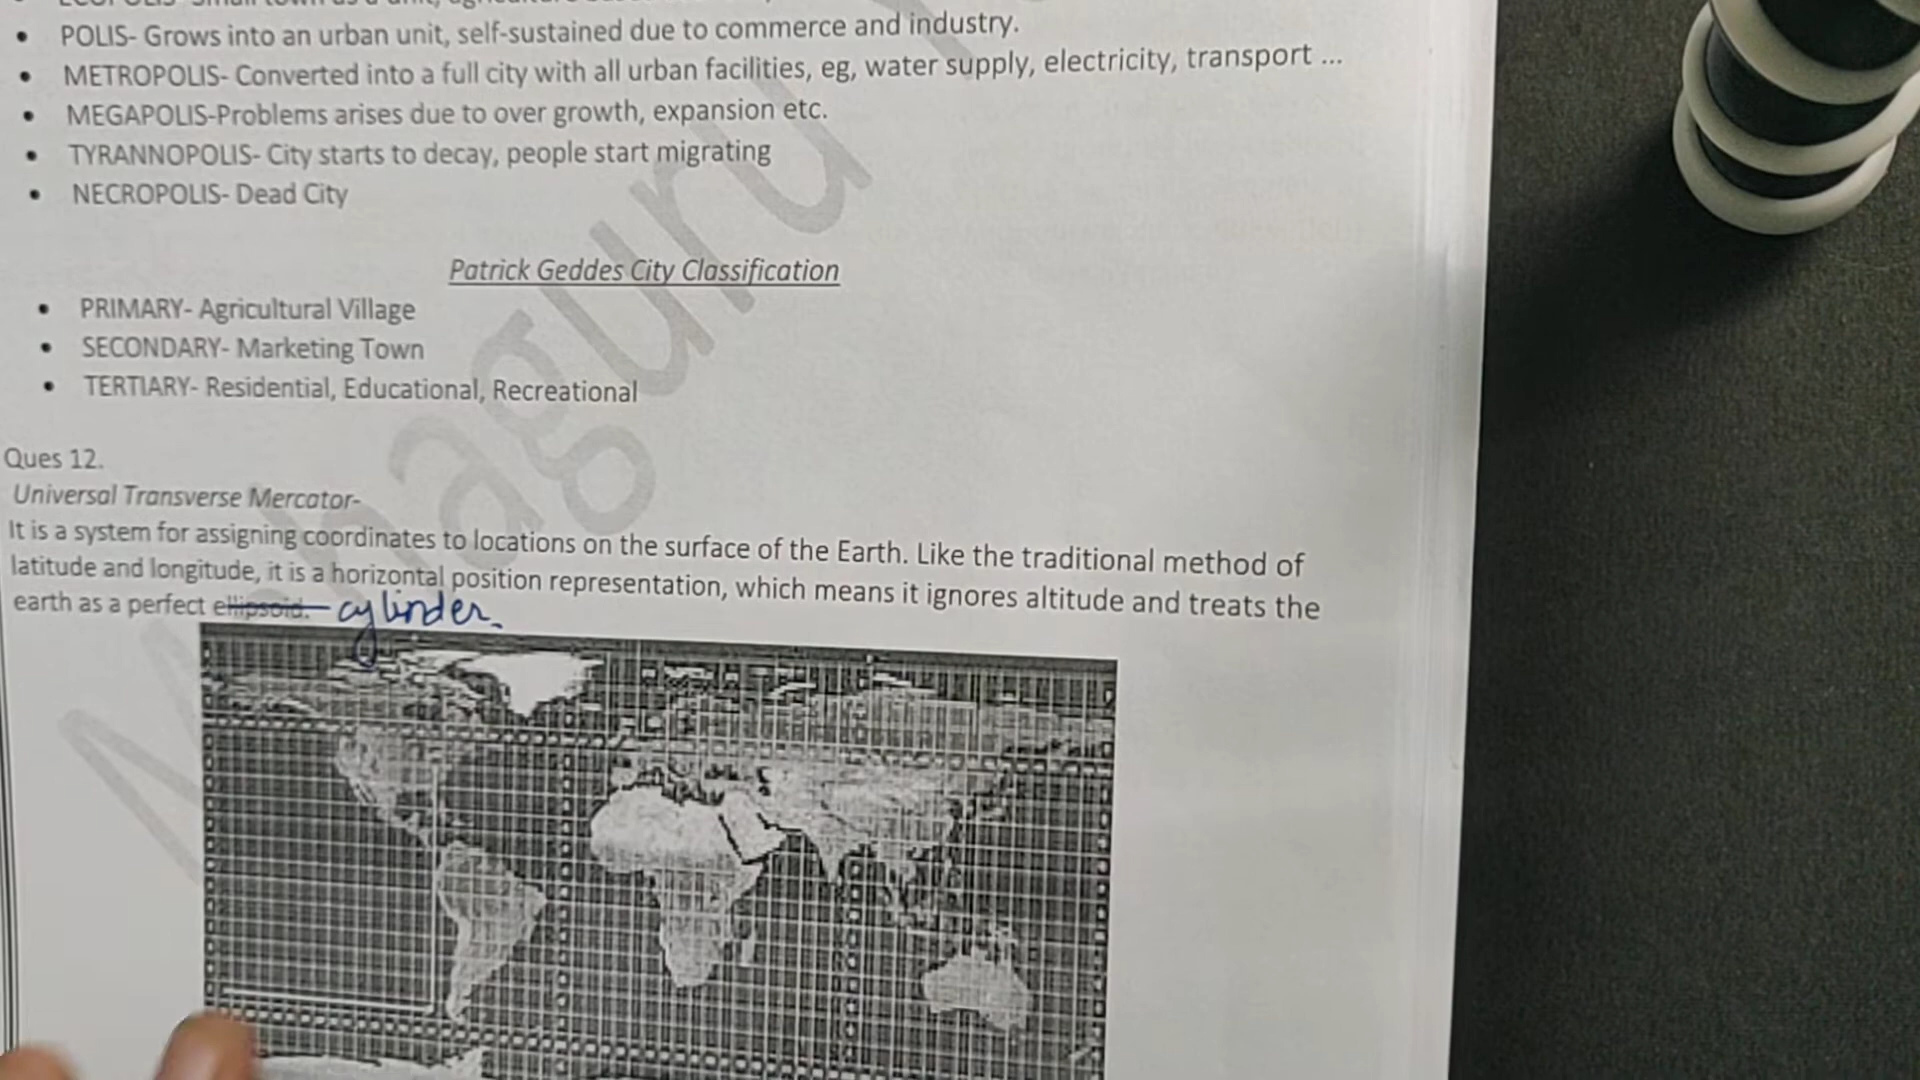 POLIS- Grows into an urban unit, self-sustained due to commerce and industry.
METROPOLIS- Converted into a full city with all urban facilities, eg, water supply, electricity, transport ...
MEGAPOLIS-Problems arises due to over growth, expansion etc.
TYRANNOPOLIS- City starts to decay, people start migrating
NECROPOLIS- Dead City
Patrick Geddes City Classification
PRIMARY- Agricultural Village
SECONDARY- Marketing Town
TERTIARY- Residential, Educational, Recreational
Ques 12.
Universal Transverse Mercator-
It is a system for assigning coordinates to locations on the surface of the Earth. Like the traditional method of
latitude and longitude, it is a horizontal position representation, which means it ignores altitude and treats the
earth as a perfect ellipsoid. cylinder.